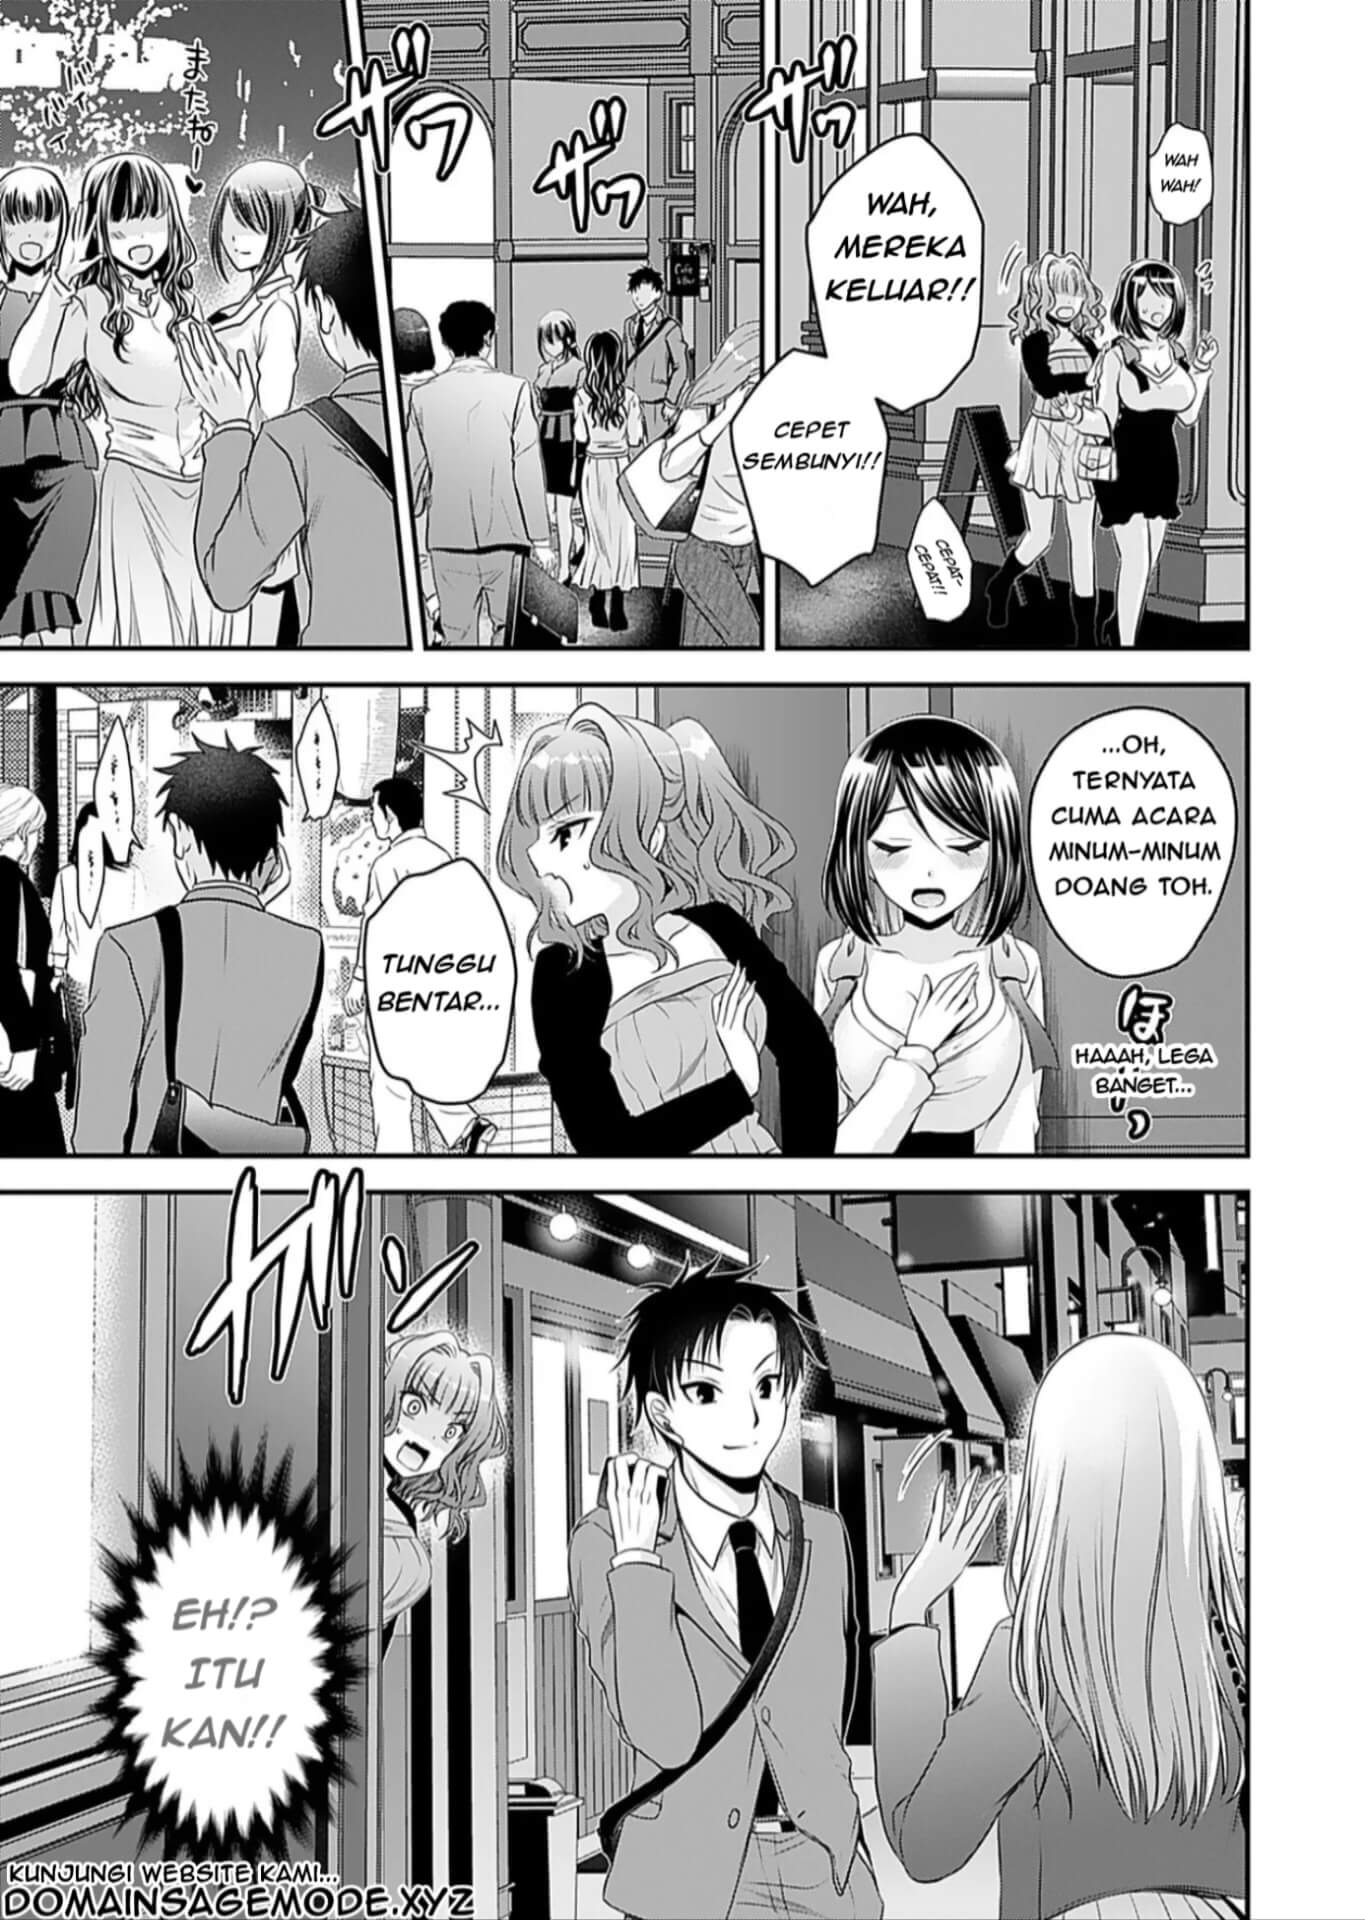 WAH
WAH!
WAH,
MEREKA
KELUAR!!
CEPET
SEMBUNYI!!
CEPAT-
CEPAT!!
ザワ
ザワ
ザワ
またねー♥
バイ
バイ
...OH,
TERNYATA
CUMA ACARA
MINUM-MINUM
DOANG TOH.
HAAAH, LEGA
BANGET...
TUNGGU
BENTAR...
EH!?
ITU
KAN!!
KUNJUNGI WEBSITE KAMI...
DOMAINSAGEMODE.XYZ